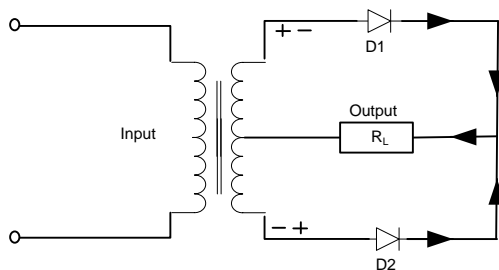 + −
D1
Output
Input
R_L
− +
D2